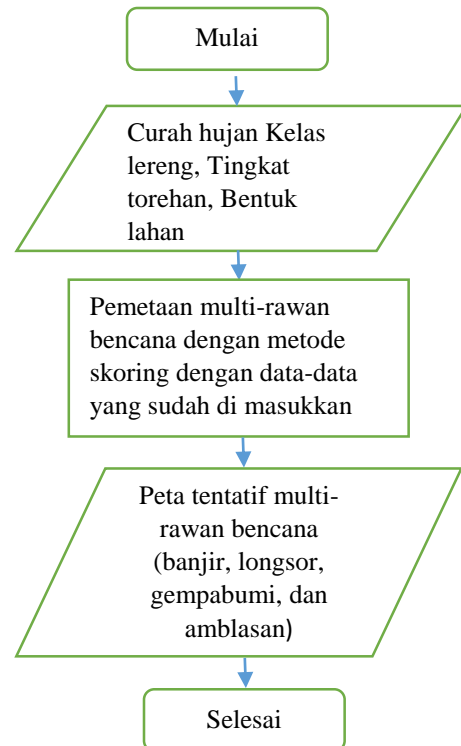 Mulai
Curah hujan Kelas
lereng, Tingkat
torehan, Bentuk
lahan
Pemetaan multi-rawan
bencana dengan metode
skoring dengan data-data
yang sudah di masukkan
Peta tentatif multi-
rawan bencana
(banjir, longsor,
gempabumi, dan
amblasan)
Selesai